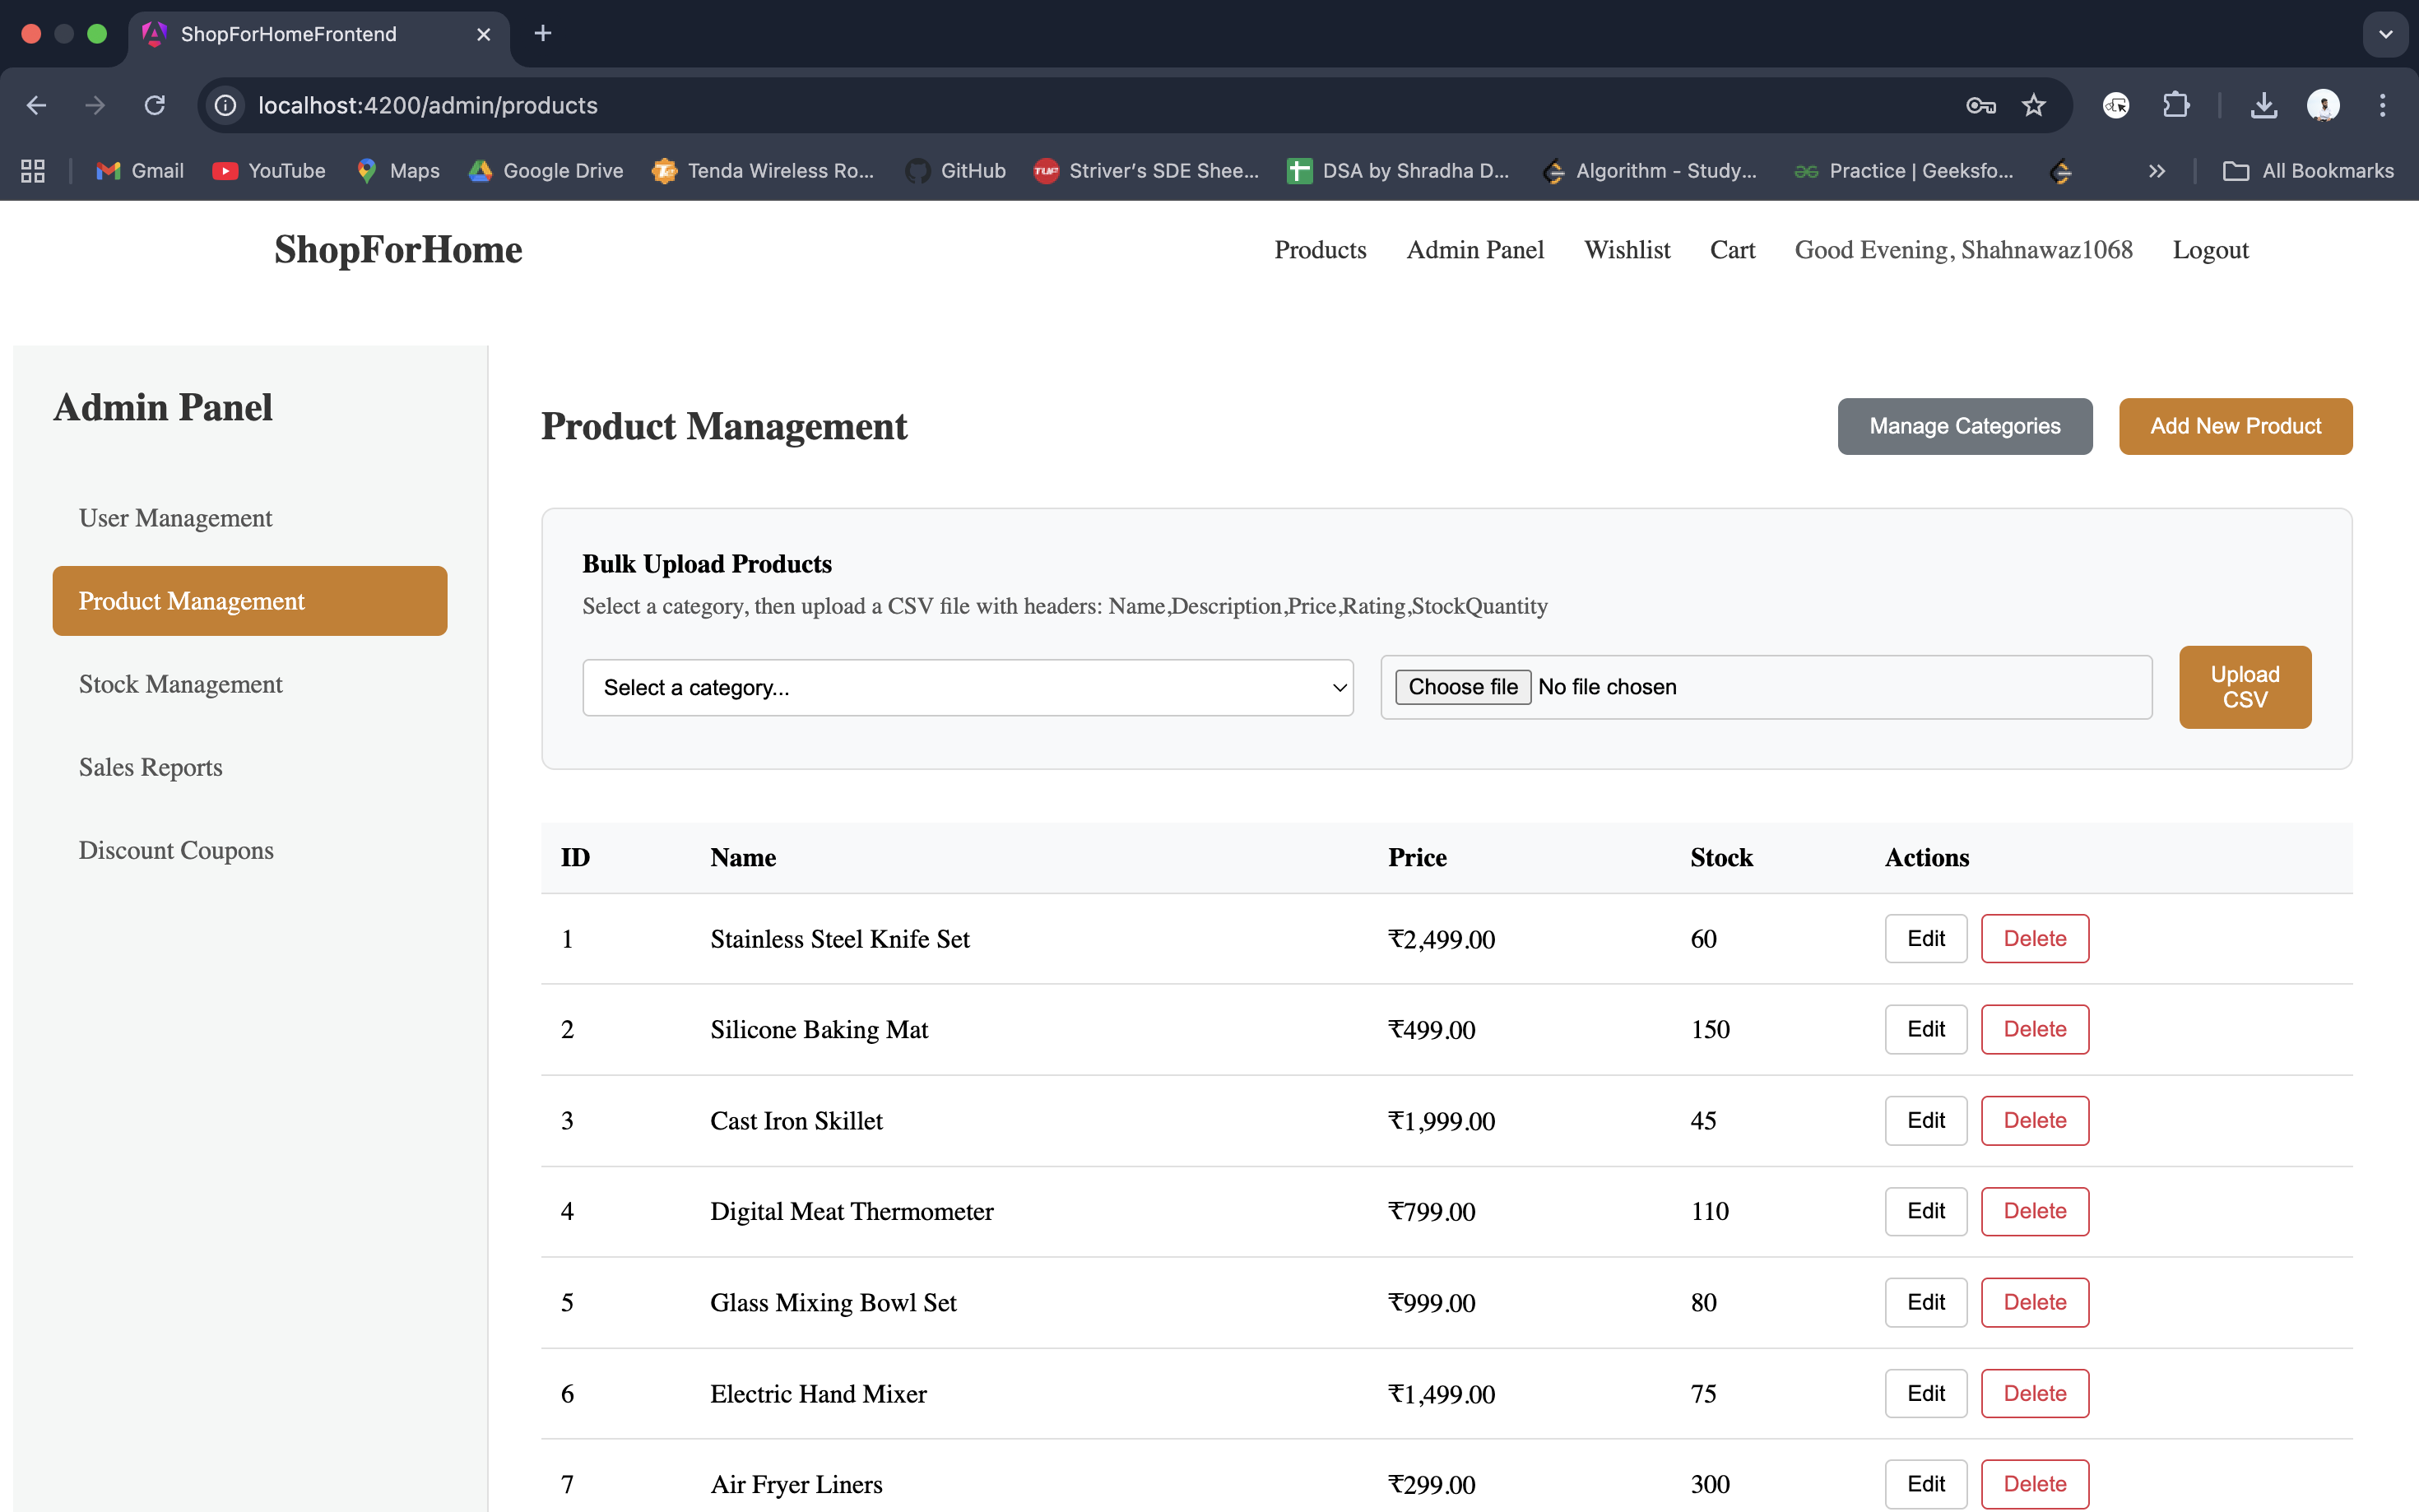 ShopForHomeFrontend
localhost:4200/admin/products
Gmail YouTube Maps Google Drive Tenda Wireless Ro... GitHub Striver’s SDE Shee... DSA by Shradha D... Algorithm - Study... Practice | Geeksfo... All Bookmarks
ShopForHome Products Admin Panel Wishlist Cart Good Evening, Shahnawaz1068 Logout
Admin Panel
User Management
Product Management
Stock Management
Sales Reports
Discount Coupons
Product Management Manage Categories Add New Product
Bulk Upload Products
Select a category, then upload a CSV file with headers: Name,Description,Price,Rating,StockQuantity
Select a category... Choose file No file chosen Upload
CSV
ID Name Price Stock Actions
1 Stainless Steel Knife Set ₹2,499.00 60 Edit Delete
2 Silicone Baking Mat ₹499.00 150 Edit Delete
3 Cast Iron Skillet ₹1,999.00 45 Edit Delete
4 Digital Meat Thermometer ₹799.00 110 Edit Delete
5 Glass Mixing Bowl Set ₹999.00 80 Edit Delete
6 Electric Hand Mixer ₹1,499.00 75 Edit Delete
7 Air Fryer Liners ₹299.00 300 Edit Delete